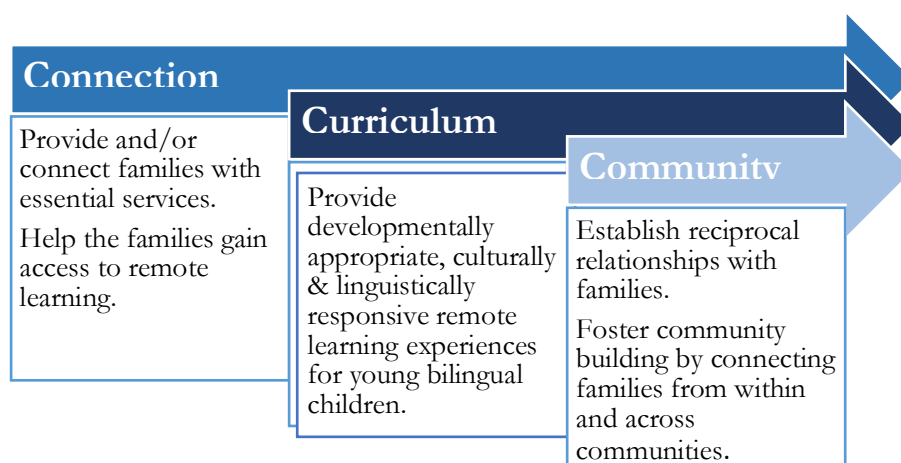 Connection
Provide and/or
connect families with
essential services.
Help the families gain
access to remote
learning.
Curriculum
Provide
developmentally
appropriate, culturally
& linguistically
responsive remote
learning experiences
for young bilingual
children.
Community
Establish reciprocal
relationships with
families.
Foster community
building by connecting
families from within
and across
communities.